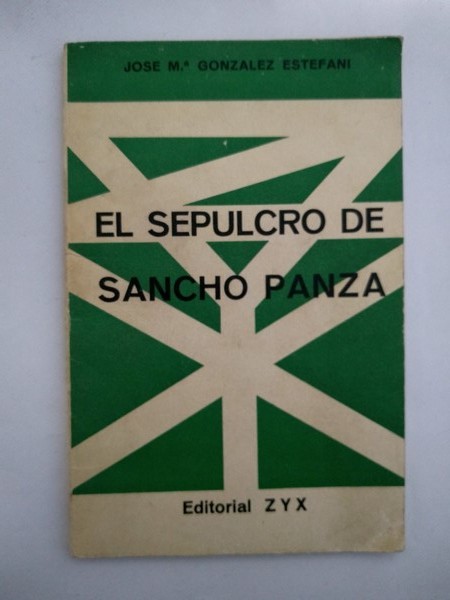 JOSE M.ª GONZALEZ ESTEFANI
EL SEPULCRO DE
SANCHO PANZA
Editorial ZYX